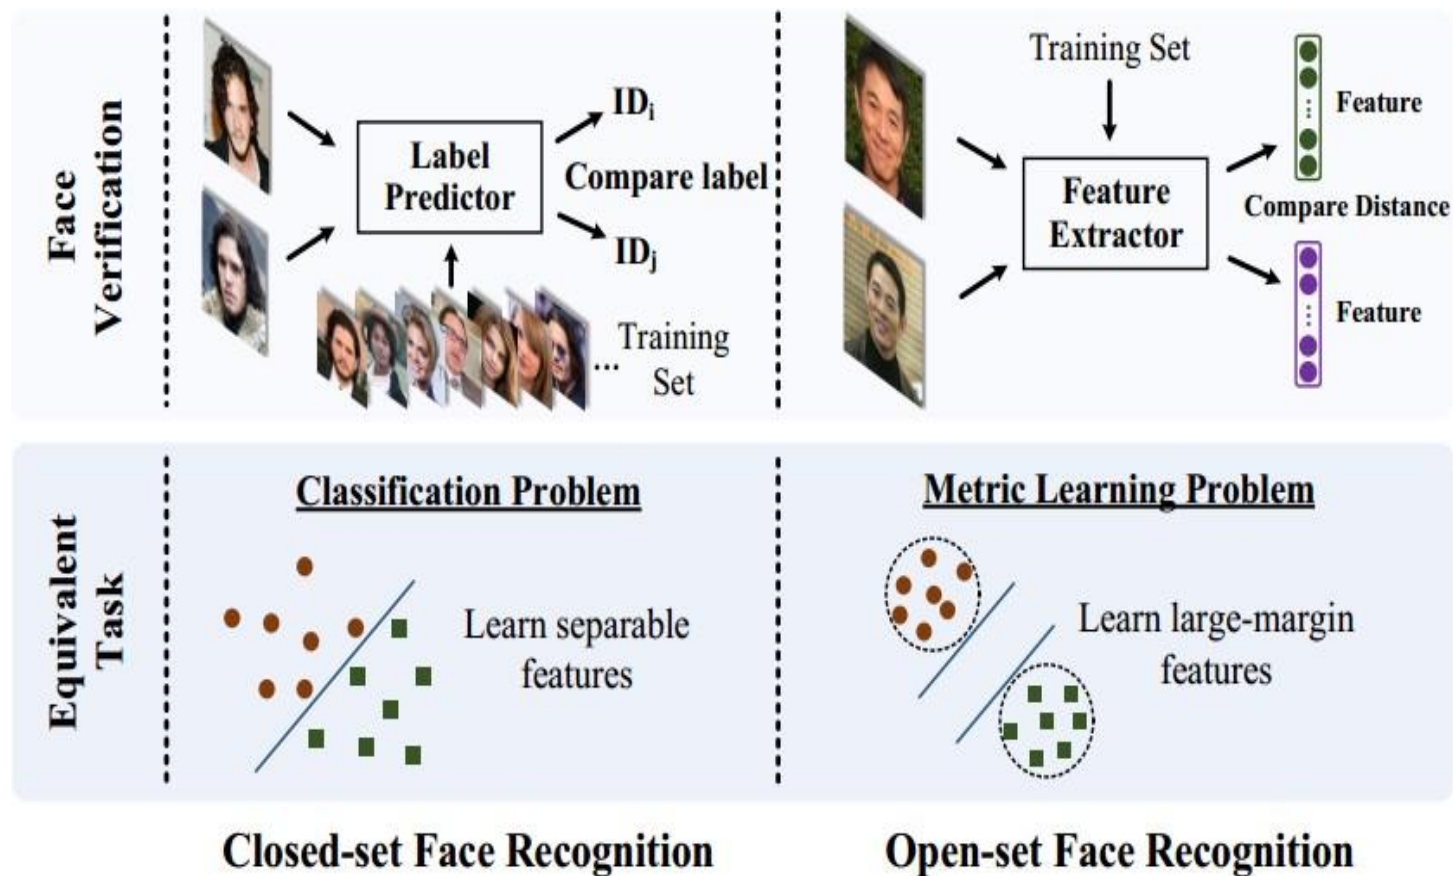 Face
Verification
Label
Predictor
ID_i
Compare label
ID_j
... Training
Set
Training Set
Feature
Extractor
Feature
Compare Distance
Feature
Equivalent
Task
Classification Problem
Learn separable
features
Metric Learning Problem
Learn large-margin
features
Closed-set Face Recognition
Open-set Face Recognition